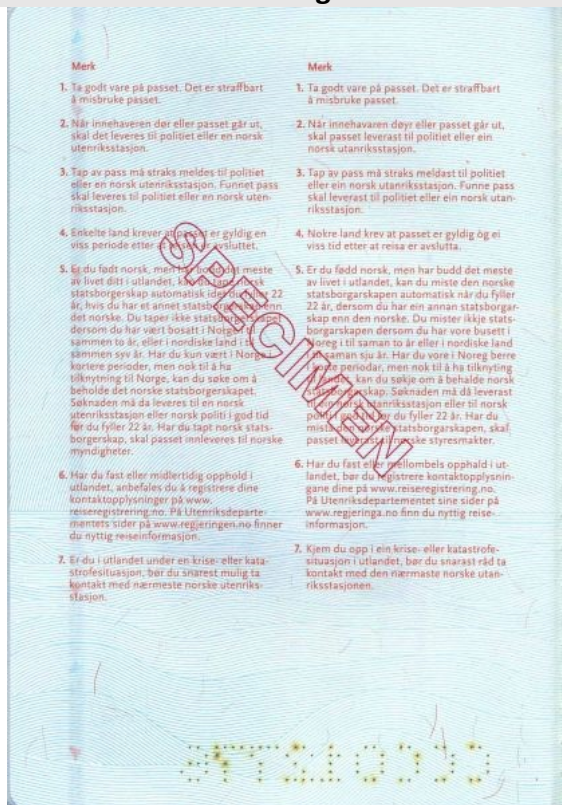 Merk
1. Ta godt vare på passet. Det er straffbart
å misbruke passet.
2. Når innehaveren dør eller passet går ut,
skal det leveres til politiet eller en norsk
utenriksstasjon.
3. Tap av pass må straks meldes til politiet
eller en norsk utenriksstasjon. Funnet pass
skal leveres til politiet eller en norsk uten-
riksstasjon.
4. Enkelte land krever at passet er gyldig en
viss periode etter at reisen er avsluttet.
5. Er du født norsk, men har bodd det meste
av livet ditt i utlandet, kan du tape norsk
statsborgerskap automatisk idet du fyller 22
år, hvis du har et annet statsborgerskap enn
det norske. Du taper ikke statsborgerskapet
dersom du har vært bosatt i Norge i til
sammen to år, eller i nordiske land i til
sammen syv år. Har du kun vært i Norge i
kortere perioder, men nok til å ha
tilknytning til Norge, kan du søke om å
beholde det norske statsborgerskapet.
Søknaden må da leveres til en norsk
utenriksstasjon eller norsk politi i god tid
før du fyller 22 år. Har du tapt norsk stats-
borgerskap, skal passet innleveres til norske
myndigheter.
6. Har du fast eller midlertidig opphold i
utlandet, anbefales du å registrere dine
kontaktopplysninger på www.
reiseregistrering.no. På Utenriksdeparte-
mentets sider på www.regjeringen.no finner
du nyttig reiseinformasjon.
7. Er du i utlandet under en krise- eller kata-
strofesituasjon, bør du snarest mulig ta
kontakt med nærmeste norske utenriks-
stasjon.
Merk
1. Ta godt vare på passet. Det er straffbart
å misbruke passet.
2. Når innehavaren døyr eller passet går ut,
skal passet leverast til politiet eller ein
norsk utanriksstasjon.
3. Tap av pass må straks meldast til politiet
eller ein norsk utanriksstasjon. Funne pass
skal leverast til politiet eller ein norsk utan-
riksstasjon.
4. Nokre land krev at passet er gyldig òg ei
viss tid etter at reisa er avslutta.
5. Er du fødd norsk, men har budd det meste
av livet i utlandet, kan du miste den norske
statsborgarskapen automatisk når du fyller
22 år, dersom du har ein annan statsborgar-
skap enn den norske. Du mister ikkje stats-
borgarskapen dersom du har vore busett i
Noreg i til saman to år eller i nordiske land
i til saman sju år. Har du vore i Noreg berre
i korte periodar, men nok til å ha tilknyting
til landet, kan du søkje om å behalde norsk
statsborgarskap. Søknaden må då leverast
til ein norsk utanriksstasjon eller til norsk
politi i god tid før du fyller 22 år. Har du
mist den norske statsborgarskapen, skal
passet leverast til norske styresmakter.
6. Har du fast eller mellombels opphald i ut-
landet, bør du registrere kontaktopplysnin-
gane dine på www.reiseregistrering.no.
På Utenriksdepartementet sine sider på
www.regjeringa.no finn du nyttig reise-
informasjon.
7. Kjem du opp i ein krise- eller katastrofe-
situasjon i utlandet, bør du snarast råd ta
kontakt med den nærmaste norske utan-
riksstasjonen.
SPECIMEN